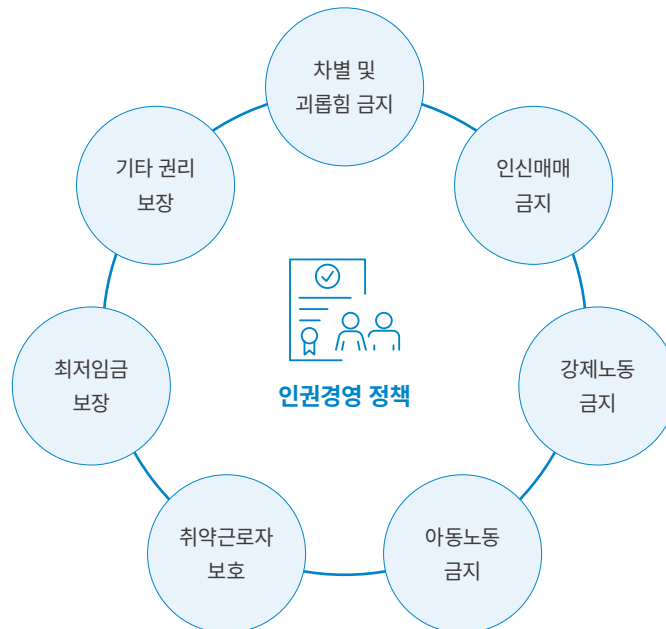 차별 및
괴롭힘 금지
인신매매
금지
강제노동
금지
아동노동
금지
취약근로자
보호
최저임금
보장
기타 권리
보장
인권경영 정책